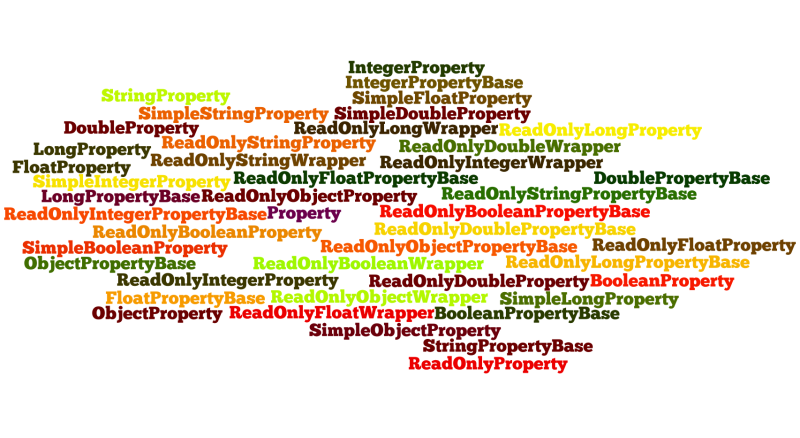 IntegerProperty
IntegerPropertyBase
StringProperty
SimpleFloatProperty
SimpleStringProperty
SimpleDoubleProperty
DoubleProperty
ReadOnlyLongWrapper
ReadOnlyLongProperty
LongProperty
ReadOnlyStringProperty
ReadOnlyDoubleWrapper
FloatProperty
ReadOnlyStringWrapper
ReadOnlyIntegerWrapper
SimpleIntegerProperty
ReadOnlyFloatPropertyBase
DoublePropertyBase
LongPropertyBase
ReadOnlyObjectProperty
ReadOnlyStringPropertyBase
ReadOnlyIntegerPropertyBase
Property
ReadOnlyBooleanPropertyBase
ReadOnlyBooleanProperty
ReadOnlyDoublePropertyBase
SimpleBooleanProperty
ReadOnlyObjectPropertyBase
ReadOnlyFloatProperty
ObjectPropertyBase
ReadOnlyBooleanWrapper
ReadOnlyLongPropertyBase
ReadOnlyIntegerProperty
ReadOnlyDoubleProperty
BooleanProperty
FloatPropertyBase
ReadOnlyObjectWrapper
SimpleLongProperty
ObjectProperty
ReadOnlyFloatWrapper
BooleanPropertyBase
SimpleObjectProperty
StringPropertyBase
ReadOnlyProperty